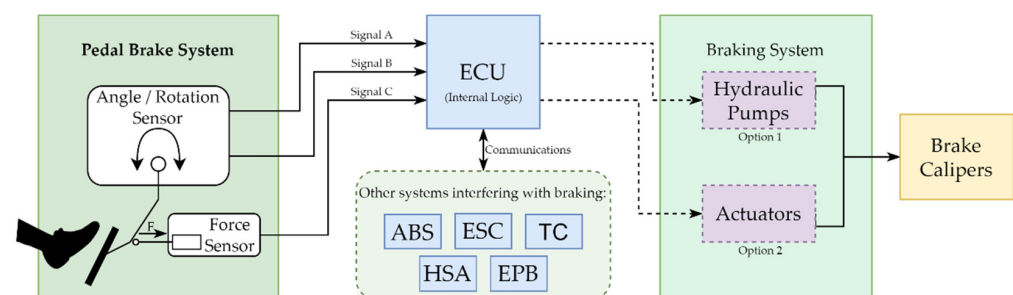 Pedal Brake System
Angle / Rotation
Sensor
F
Force
Sensor
Signal A
Signal B
Signal C
ECU
(Internal Logic)
Communications
Other systems interfering with braking:
ABS
ESC
TC
HSA
EPB
Braking System
Hydraulic
Pumps
Option 1
Actuators
Option 2
Brake
Calipers